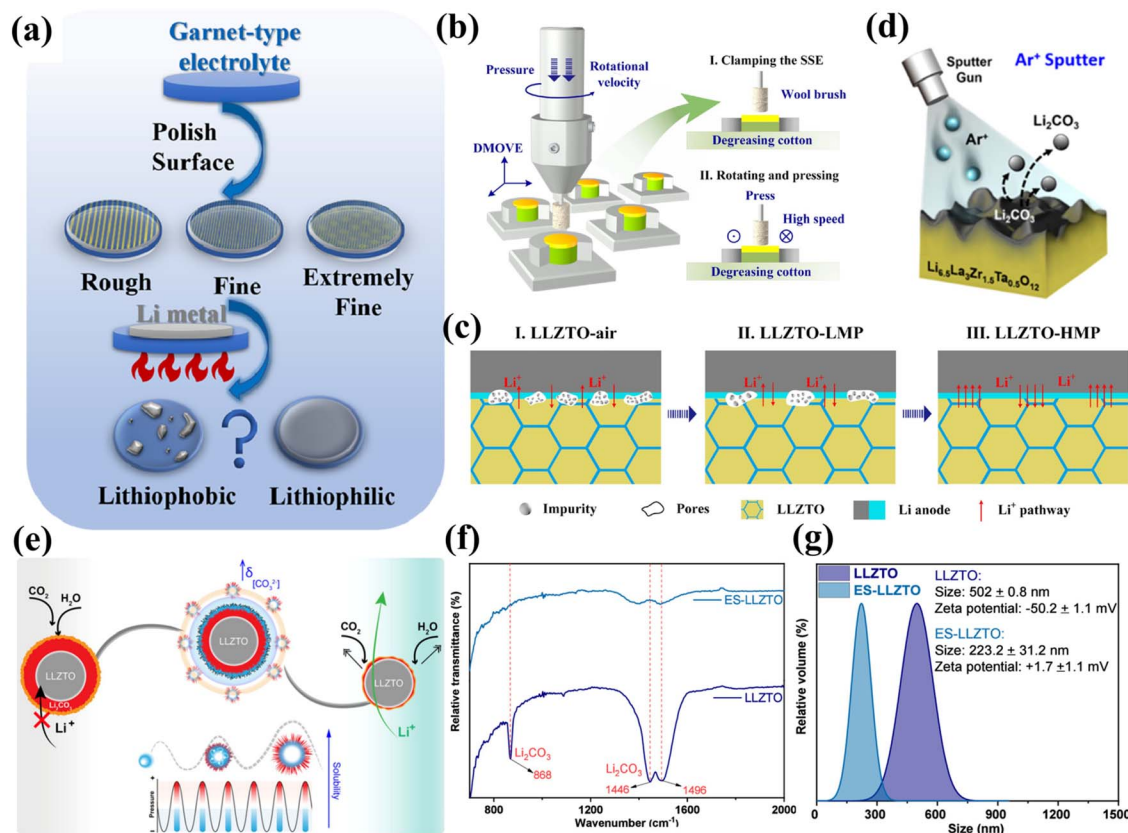 (a)
Garnet-type
electrolyte
Polish
Surface
Rough
Fine
Extremely
Fine
Li metal
?
Lithiophobic
Lithiophilic
(b)
Pressure
Rotational
velocity
DMOVE
I. Clamping the SSE
Wool brush
Degreasing cotton
II. Rotating and pressing
Press
High speed
Degreasing cotton
(d)
Sputter
Gun
Ar⁺ Sputter
Ar⁺
Li₂CO₃
Li₂CO₃
Li₆.₅La₃Zr₁.₅Ta₀.₅O₁₂
(c)
I. LLZTO-air
II. LLZTO-LMP
III. LLZTO-HMP
Li⁺
Li⁺
Li⁺
Li⁺
Li⁺
Li⁺
Impurity
Pores
LLZTO
Li anode
Li⁺ pathway
(e)
CO₂
H₂O
LLZTO
Li₂CO₃
Li⁺
δ
[CO₃²⁻]
LLZTO
CO₂
H₂O
LLZTO
Li⁺
Solubility
Pressure
+
-
(f)
Relative transmittance (%)
ES-LLZTO
LLZTO
Li₂CO₃
868
Li₂CO₃
1446
1496
800 1200 1600 2000
Wavenumber (cm⁻¹)
(g)
Relative volume (%)
LLZTO
ES-LLZTO
LLZTO:
Size: 502 ± 0.8 nm
Zeta potential: -50.2 ± 1.1 mV
ES-LLZTO:
Size: 223.2 ± 31.2 nm
Zeta potential: +1.7 ±1.1 mV
0 300 600 900 1200 1500
Size (nm)